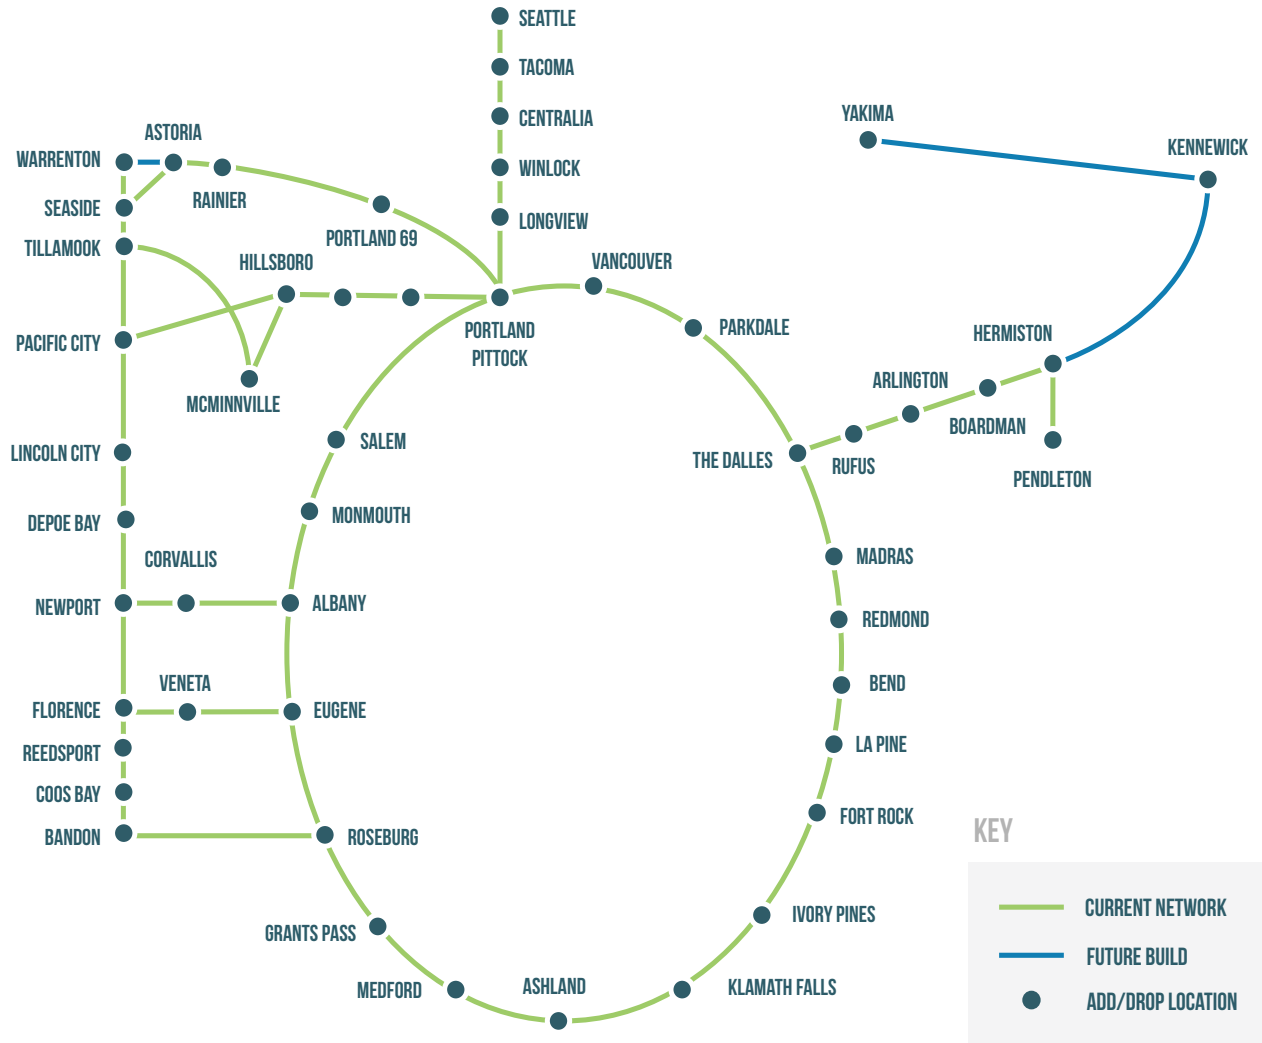 SEATTLE
TACOMA
CENTRALIA
WINLOCK
LONGVIEW
YAKIMA
KENNEWICK
ASTORIA
WARRENTON
RAINIER
SEASIDE
PORTLAND 69
TILLAMOOK
HILLSBORO
VANCOUVER
PORTLAND
PITTOCK
PARKDALE
HERMISTON
PACIFIC CITY
MCMINNVILLE
ARLINGTON
BOARDMAN
SALEM
LINCOLN CITY
THE DALLES
RUFUS
PENDLETON
MONMOUTH
DEPOE BAY
CORVALLIS
MADRAS
NEWPORT
ALBANY
REDMOND
VENETA
BEND
FLORENCE
EUGENE
REEDSPORT
LA PINE
COOS BAY
FORT ROCK
BANDON
ROSEBURG
GRANTS PASS
IVORY PINES
MEDFORD
ASHLAND
KLAMATH FALLS
KEY
CURRENT NETWORK
FUTURE BUILD
ADD/DROP LOCATION